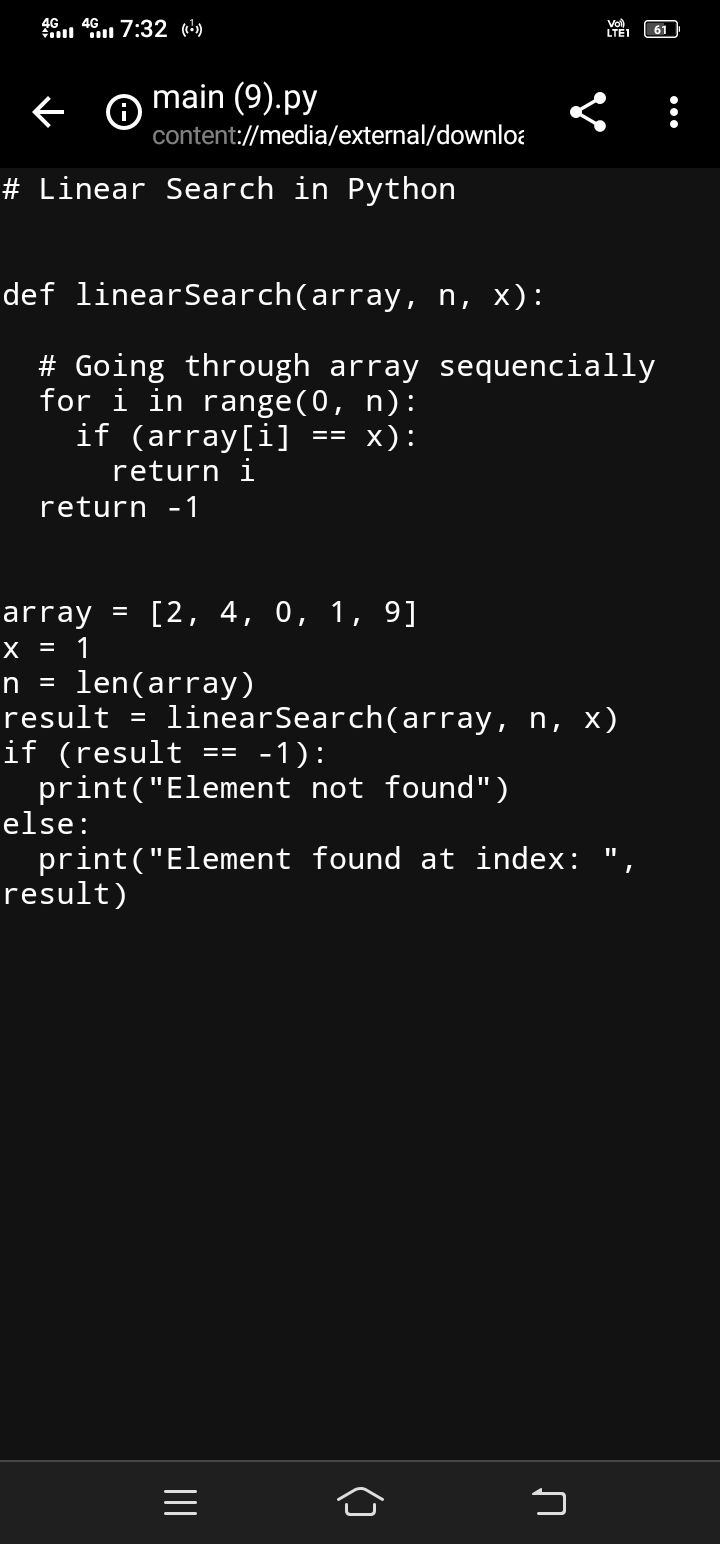 4G 4G 7:32 Vo) LTE1 61
main (9).py
content://media/external/downloa
# Linear Search in Python
def linearSearch(array, n, x):
  # Going through array sequencially
  for i in range(0, n):
    if (array[i] == x):
      return i
  return -1
array = [2, 4, 0, 1, 9]
x = 1
n = len(array)
result = linearSearch(array, n, x)
if (result == -1):
  print("Element not found")
else:
  print("Element found at index: ",
result)